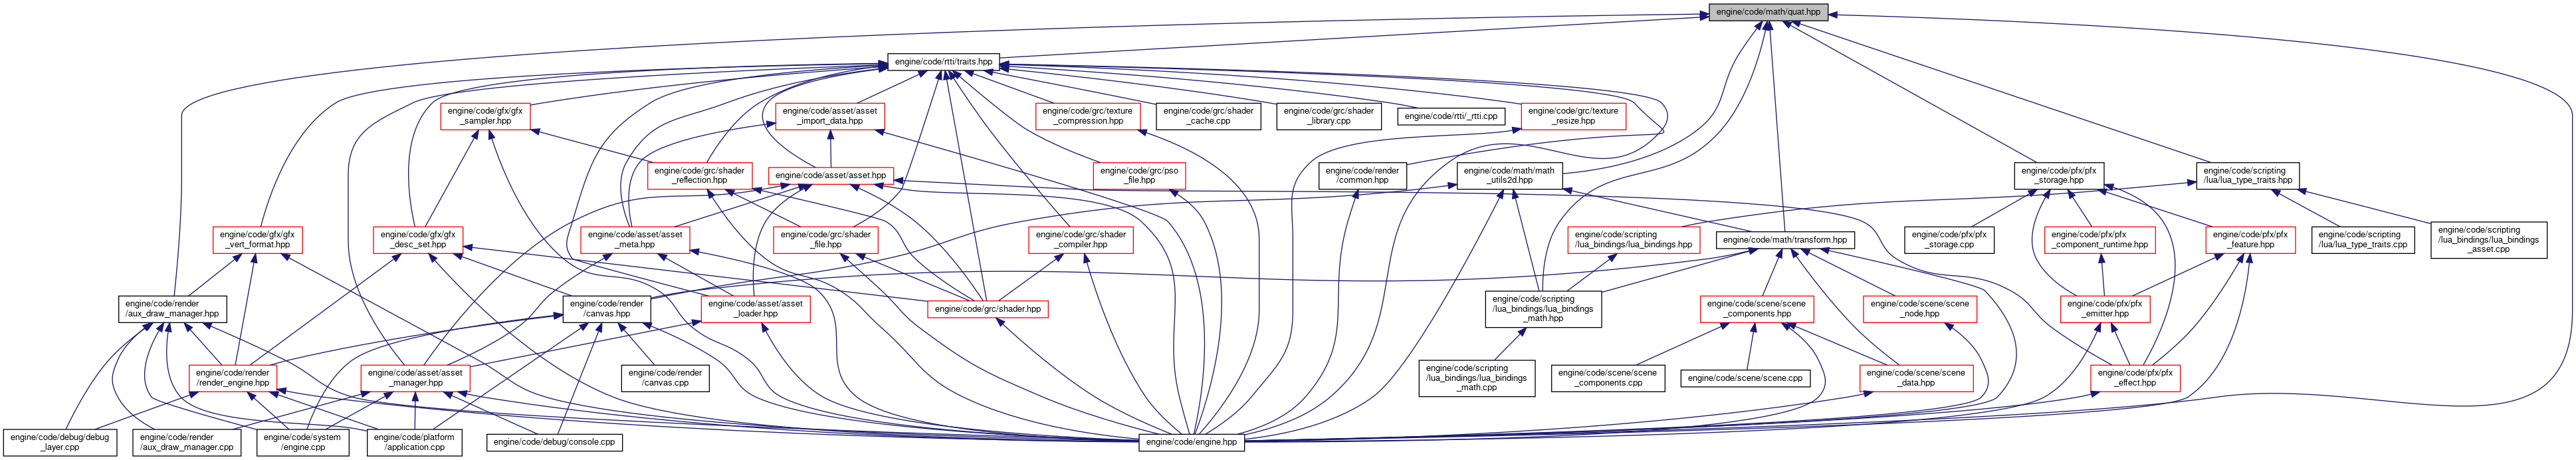 engine/code/math/quat.hpp
engine/code/rtti/traits.hpp
engine/code/gfx/gfx
_sampler.hpp
engine/code/asset/asset
_import_data.hpp
engine/code/grc/texture
_compression.hpp
engine/code/grc/shader
_cache.cpp
engine/code/grc/shader
_library.cpp
engine/code/rtti/_rtti.cpp
engine/code/grc/texture
_resize.hpp
engine/code/grc/shader
_reflection.hpp
engine/code/asset/asset.hpp
engine/code/grc/pso
_file.hpp
engine/code/render
/common.hpp
engine/code/math/math
_utils2d.hpp
engine/code/pfx/pfx
_storage.hpp
engine/code/scripting
/lua/lua_type_traits.hpp
engine/code/gfx/gfx
_vert_format.hpp
engine/code/gfx/gfx
_desc_set.hpp
engine/code/asset/asset
_meta.hpp
engine/code/grc/shader
_file.hpp
engine/code/grc/shader
_compiler.hpp
engine/code/scripting
/lua_bindings/lua_bindings.hpp
engine/code/math/transform.hpp
engine/code/pfx/pfx
_storage.cpp
engine/code/pfx/pfx
_component_runtime.hpp
engine/code/pfx/pfx
_feature.hpp
engine/code/scripting
/lua/lua_type_traits.cpp
engine/code/scripting
/lua_bindings/lua_bindings
_asset.cpp
engine/code/render
/aux_draw_manager.hpp
engine/code/render
/canvas.hpp
engine/code/asset/asset
_loader.hpp
engine/code/grc/shader.hpp
engine/code/scripting
/lua_bindings/lua_bindings
_math.hpp
engine/code/scene/scene
_components.hpp
engine/code/scene/scene
_node.hpp
engine/code/pfx/pfx
_emitter.hpp
engine/code/render
/render_engine.hpp
engine/code/asset/asset
_manager.hpp
engine/code/render
/canvas.cpp
engine/code/scripting
/lua_bindings/lua_bindings
_math.cpp
engine/code/scene/scene
_components.cpp
engine/code/scene/scene.cpp
engine/code/scene/scene
_data.hpp
engine/code/pfx/pfx
_effect.hpp
engine/code/debug/debug
_layer.cpp
engine/code/render
/aux_draw_manager.cpp
engine/code/system
/engine.cpp
engine/code/platform
/application.cpp
engine/code/debug/console.cpp
engine/code/engine.hpp